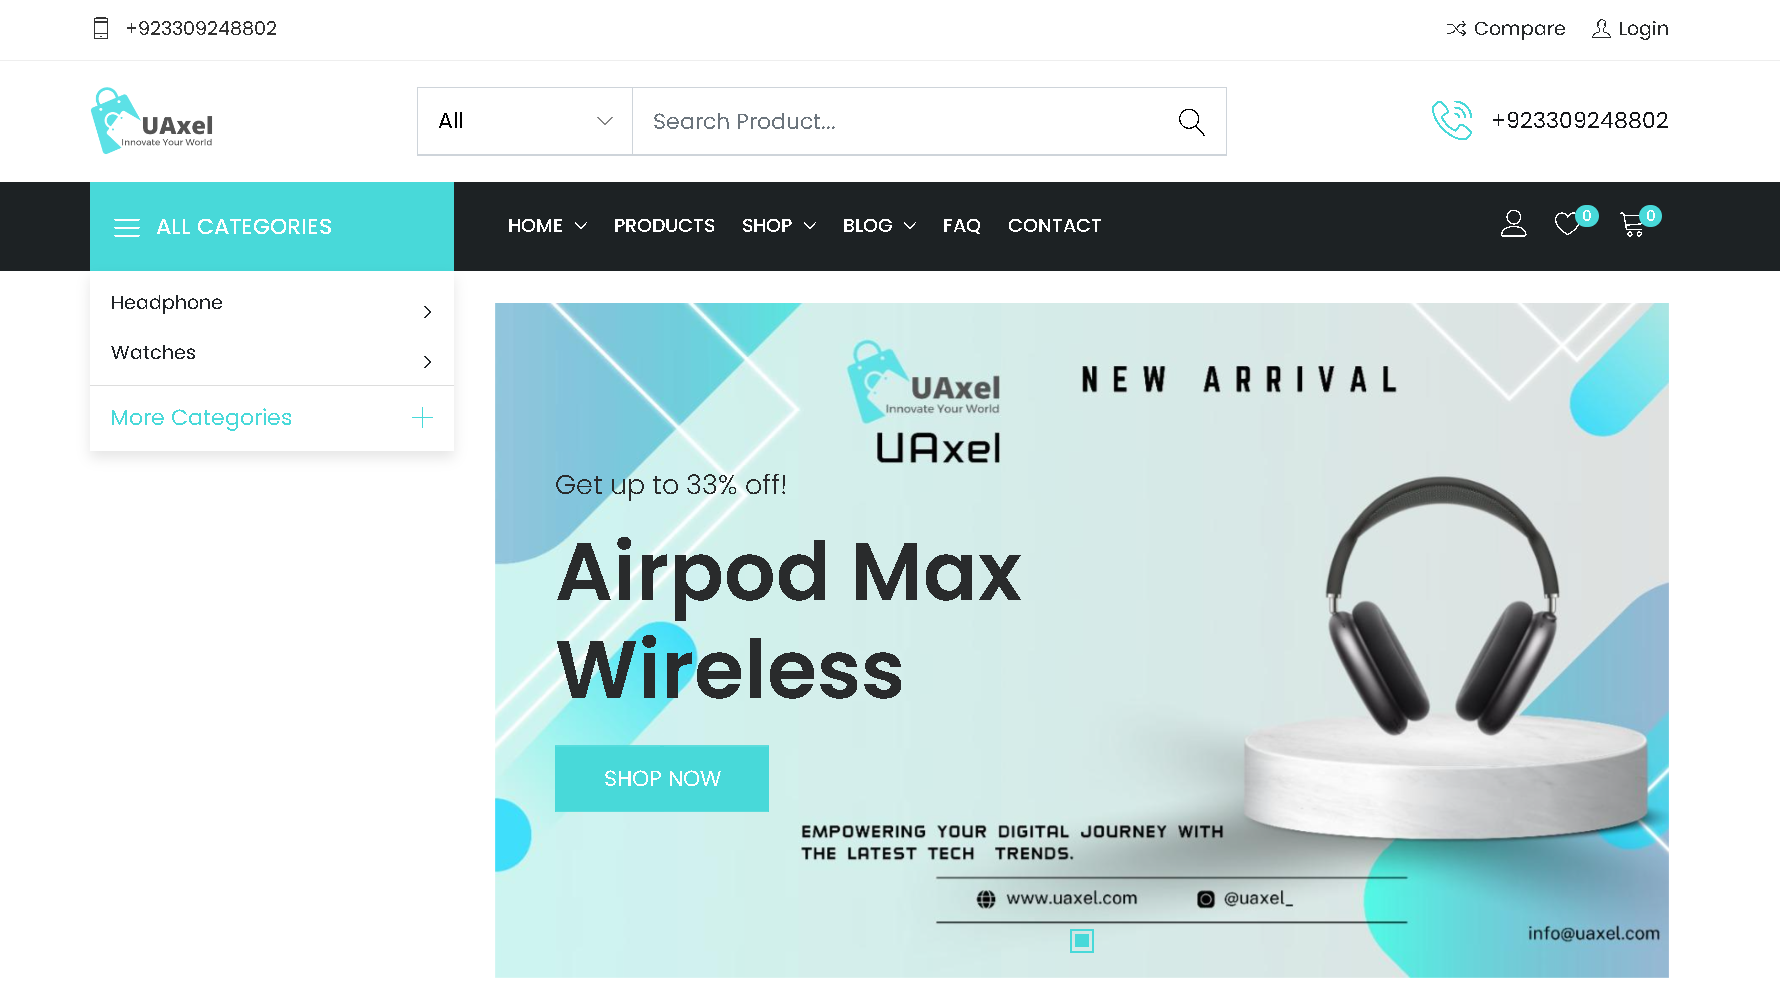 +923309248802
Compare
Login
UAxel
Innovate Your World
All
Search Product...
+923309248802
ALL CATEGORIES
HOME
PRODUCTS
SHOP
BLOG
FAQ
CONTACT
0
0
Headphone
Watches
More Categories
UAxel
Innovate Your World
UAxel
NEW ARRIVAL
Get up to 33% off!
Airpod Max
Wireless
SHOP NOW
EMPOWERING YOUR DIGITAL JOURNEY WITH
THE LATEST TECH TRENDS.
www.uaxel.com
@uaxel_
info@uaxel.com